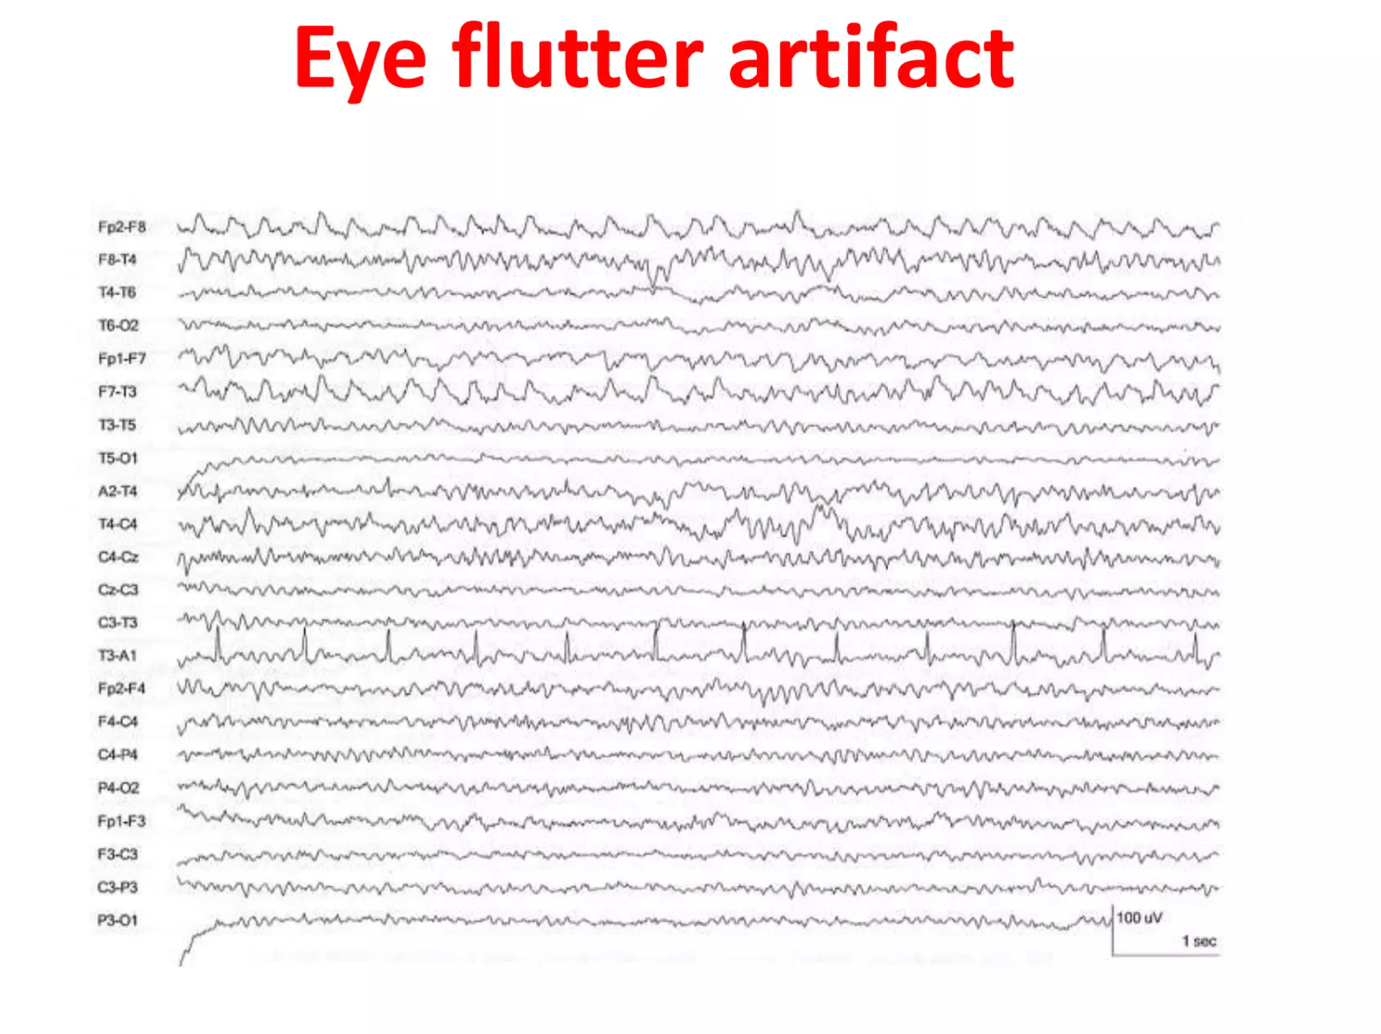 Eye flutter artifact
Fp2-F8
F8-T4
T4-T6
T6-O2
Fp1-F7
F7-T3
T3-T5
T5-O1
A2-T4
T4-C4
C4-Cz
Cz-C3
C3-T3
T3-A1
Fp2-F4
F4-C4
C4-P4
P4-O2
Fp1-F3
F3-C3
C3-P3
P3-O1
100 uV
1 sec